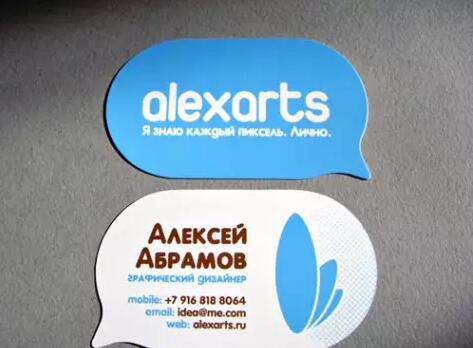 alexarts
Я знаю каждый пиксель. Лично.
Алексей
Абрамов
графический дизайнер
mobile: +7 916 818 8064
email: idea@me.com
web: alexarts.ru